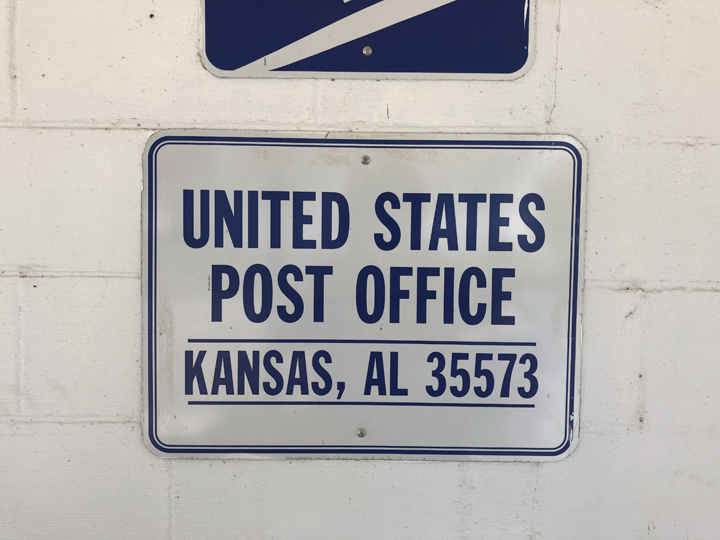 UNITED STATES
POST OFFICE
KANSAS, AL 35573